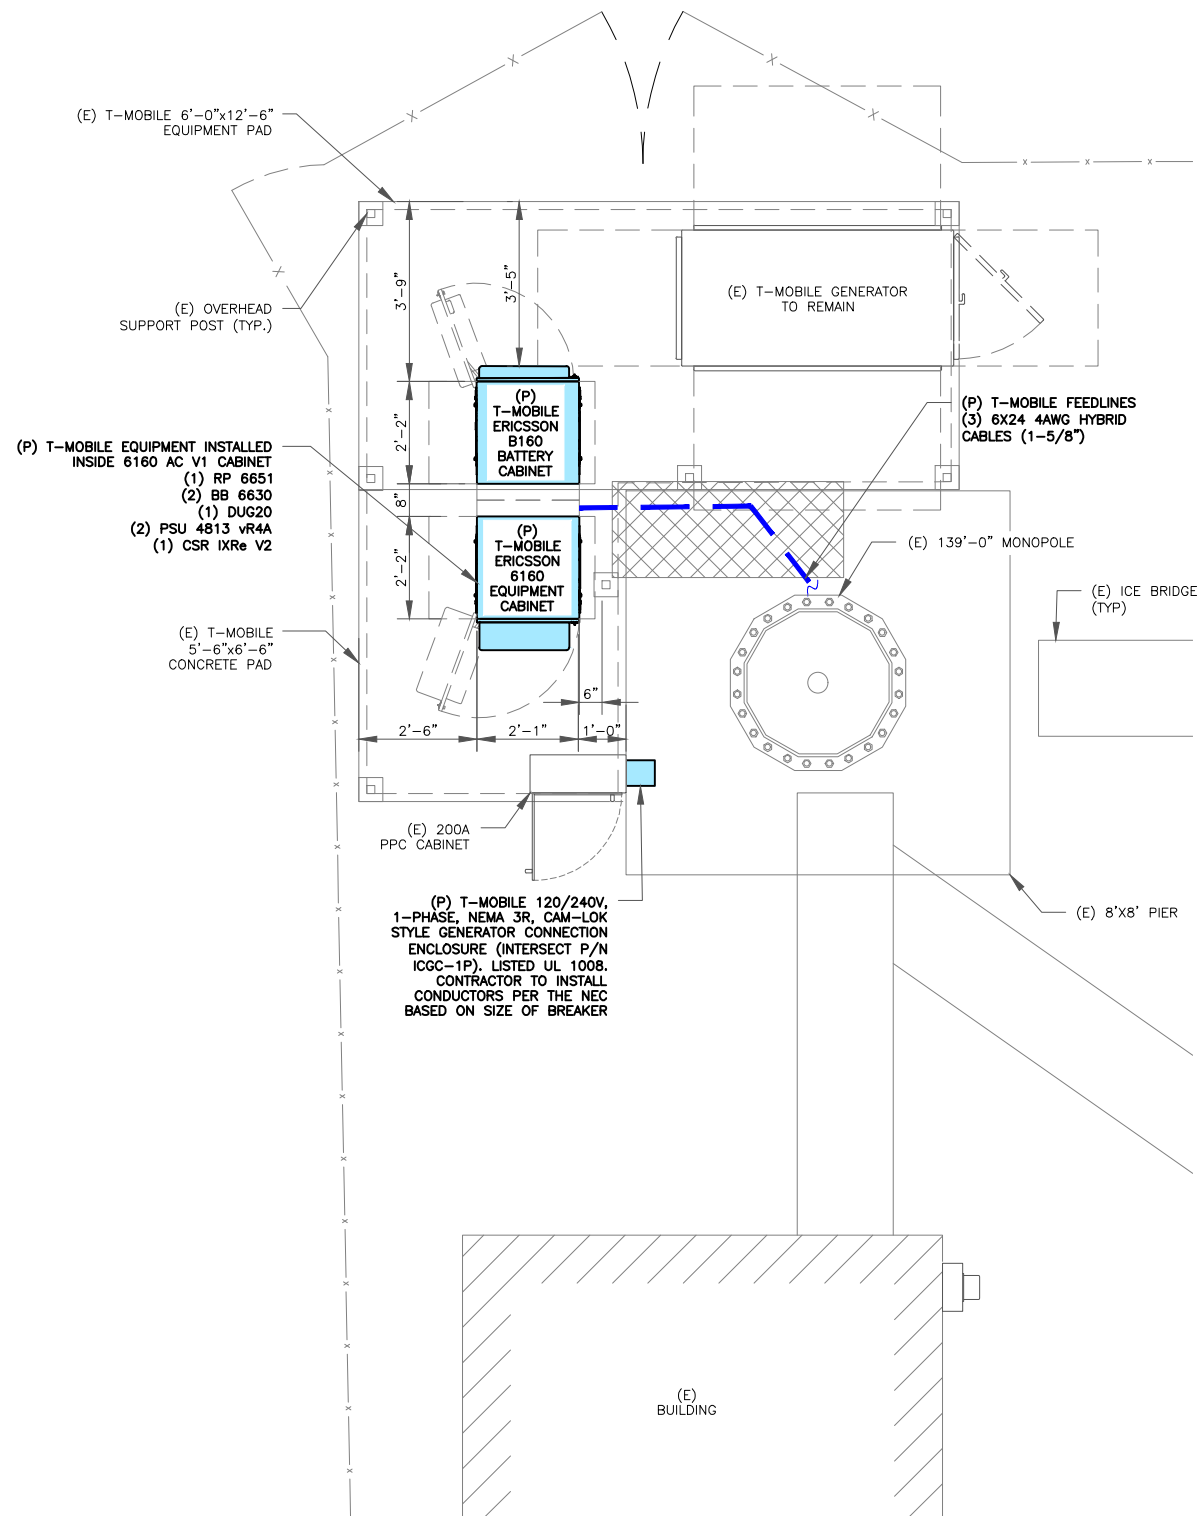 (E) T-MOBILE 6'-0"x12'-6"
EQUIPMENT PAD
(E) OVERHEAD
SUPPORT POST (TYP.)
3'-9"
3'-5"
(E) T-MOBILE GENERATOR
TO REMAIN
(P) T-MOBILE FEEDLINES
(3) 6X24 4AWG HYBRID
CABLES (1-5/8")
(P)
T-MOBILE
ERICSSON
B160
BATTERY
CABINET
2'-2"
(P) T-MOBILE EQUIPMENT INSTALLED
INSIDE 6160 AC V1 CABINET
(1) RP 6651
(2) BB 6630
(1) DUG20
(2) PSU 4813 vR4A
(1) CSR IXRe V2
8"
(P)
T-MOBILE
ERICSSON
6160
EQUIPMENT
CABINET
2'-2"
(E) 139'-0" MONOPOLE
(E) ICE BRIDGE
(TYP)
(E) T-MOBILE
5'-6"x6'-6"
CONCRETE PAD
6"
2'-6"
2'-1"
1'-0"
(E) 200A
PPC CABINET
(P) T-MOBILE 120/240V,
1-PHASE, NEMA 3R, CAM-LOK
STYLE GENERATOR CONNECTION
ENCLOSURE (INTERSECT P/N
ICGC-1P). LISTED UL 1008.
CONTRACTOR TO INSTALL
CONDUCTORS PER THE NEC
BASED ON SIZE OF BREAKER
(E) 8'X8' PIER
(E)
BUILDING